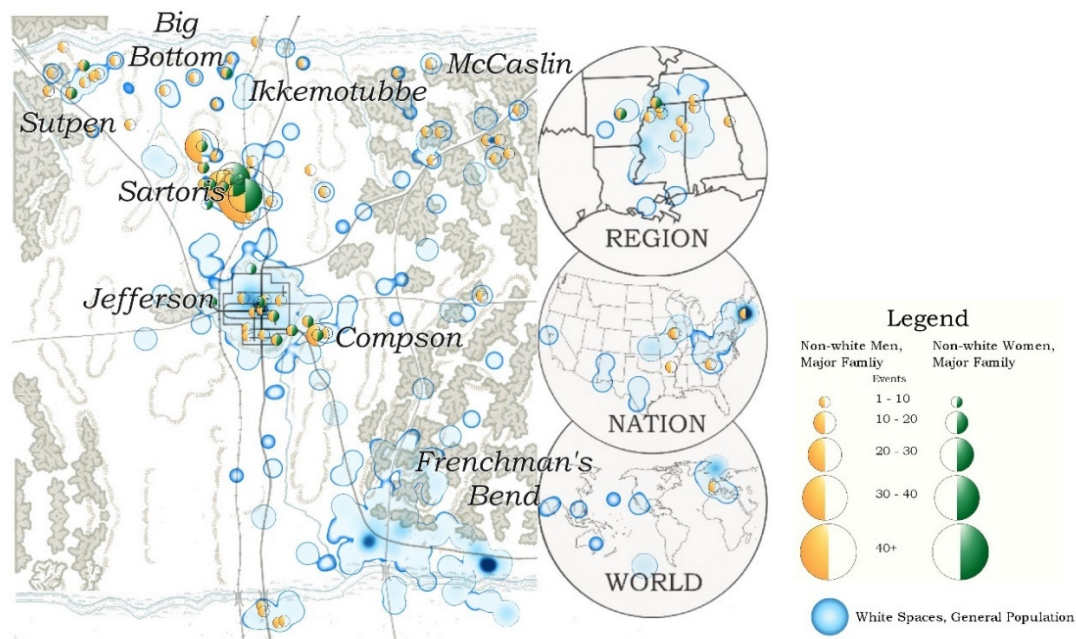 Big
Bottom
McCaslin
Ikkemotubbe
Sutpen
Sartoris
Jefferson
Compson
Frenchman's
Bend
REGION
NATION
WORLD
Legend
Non-white Men,
Major Famliy
Non-white Women,
Major Family
Events
1 - 10
10 - 20
20 - 30
30 - 40
40+
White Spaces, General Population